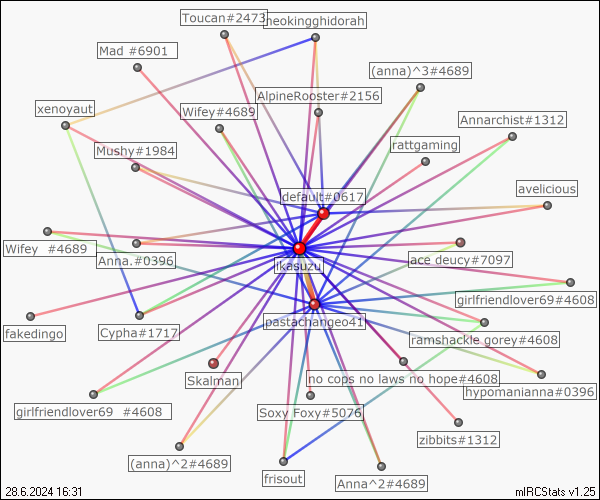 Toucan#2473
neokingghidorah
Mad #6901
(anna)^3#4689
AlpineRooster#2156
xenoyaut
Wifey#4689
Annarchist#1312
Mushy#1984
rattgaming
default#0617
avelicious
Wifey  #4689
Anna.#0396
ace deucy#7097
ikasuzu
girlfriendlover69#4608
pastachangeo41
fakedingo
Cypha#1717
ramshackle gorey#4608
Skalman
no cops no laws no hope#4608
hypomanianna#0396
girlfriendlover69  #4608
Soxy Foxy#5076
zibbits#1312
(anna)^2#4689
frisout
Anna^2#4689
28.6.2024 16:31
mIRCStats v1.25